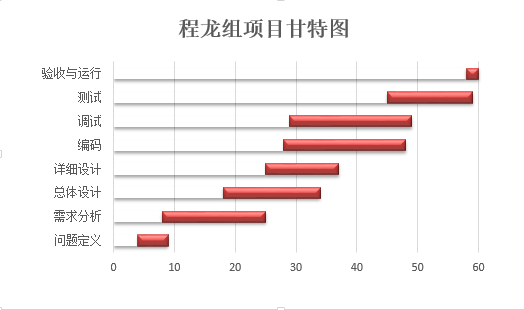 程龙组项目甘特图
验收与运行
测试
调试
编码
详细设计
总体设计
需求分析
问题定义
0 10 20 30 40 50 60